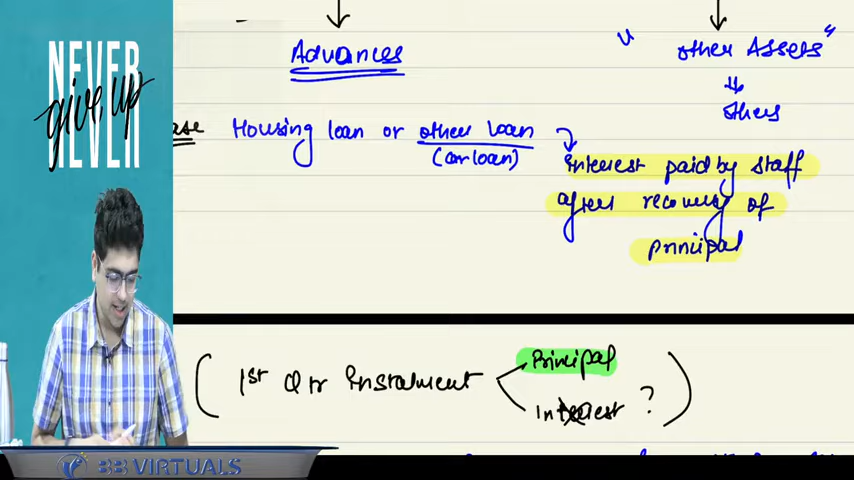 NEVER
give up
NEVER
Advances
" other Assets "
others
ase Housing loan or other loan
(car loan)
interest paid by staff
after recovery of
principal
( 1st Qtr instalment Principal
interest ? )
BB VIRTUALS